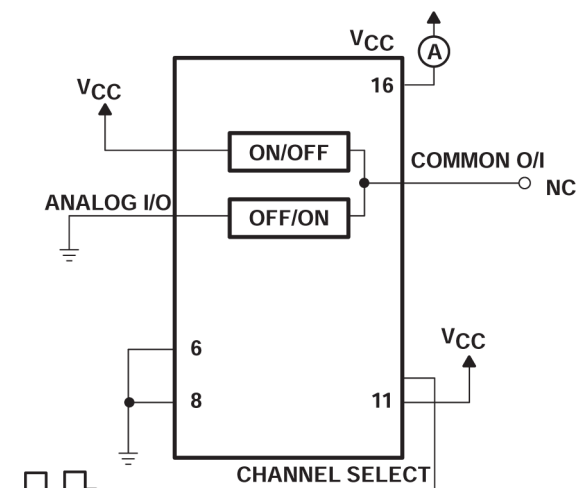 VCC
A
16
VCC
ON/OFF
COMMON O/I
NC
ANALOG I/O
OFF/ON
6
VCC
8
11
CHANNEL SELECT